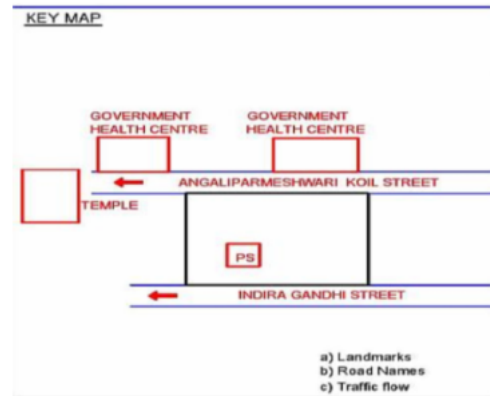 KEY MAP
GOVERNMENT
HEALTH CENTRE
GOVERNMENT
HEALTH CENTRE
ANGALIPARMESHWARI KOIL STREET
TEMPLE
PS
INDIRA GANDHI STREET
a) Landmarks
b) Road Names
c) Traffic flow